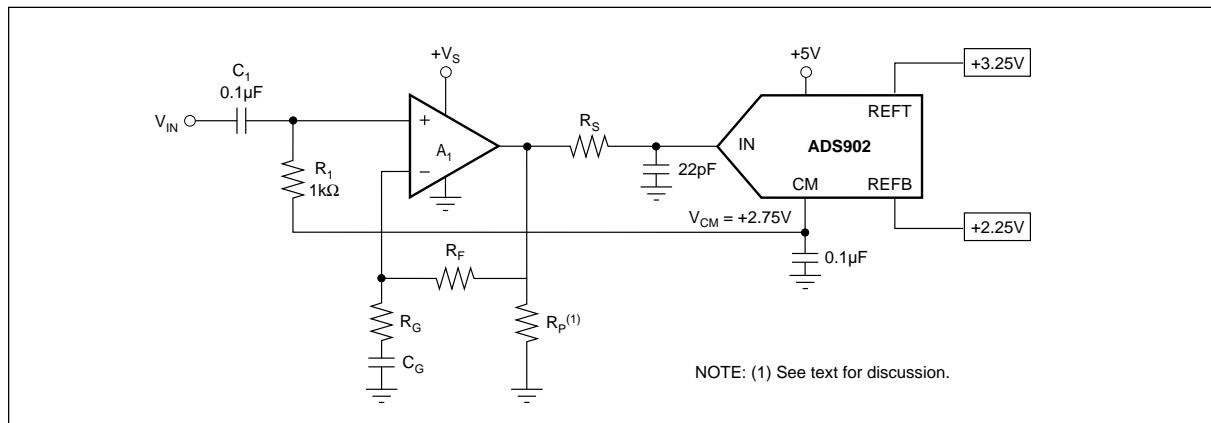 +V_S
+5V
+3.25V
C_1
0.1µF
REFT
V_IN
+
R_S
A_1
IN
ADS902
–
22pF
R_1
1kΩ
CM
REFB
V_CM = +2.75V
+2.25V
R_F
0.1µF
R_G
R_P^(1)
C_G
NOTE: (1) See text for discussion.